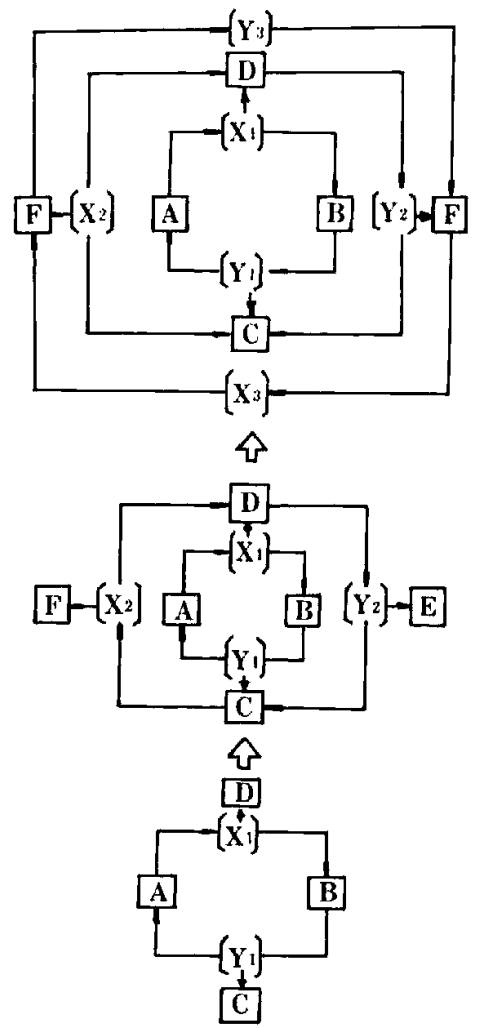 {Y3}
D
{X1}
F {X2} A B {Y2} F
{Y1}
C
{X3}
D
{X1}
F {X2} A B {Y2} E
{Y1}
C
D
{X1}
A B
{Y1}
C